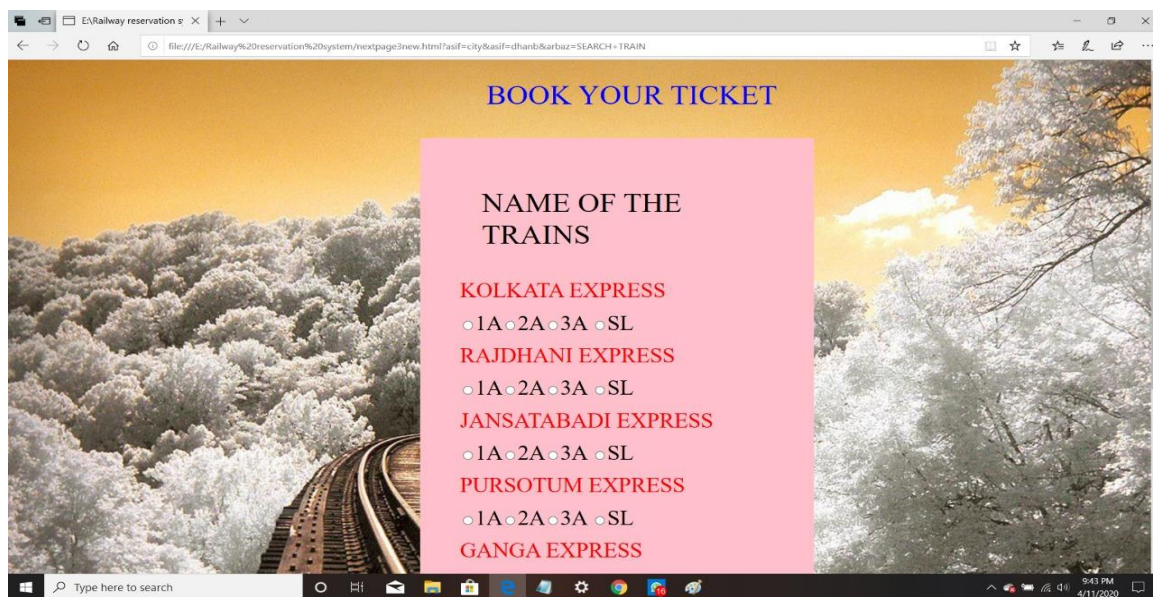 E:\Railway reservation sy
file:///E:/Railway%20reservation%20system/nextpage3new.html?asif=city&asif=dhanb&arbaz=SEARCH+TRAIN
BOOK YOUR TICKET
NAME OF THE
TRAINS
KOLKATA EXPRESS
1A 2A 3A SL
RAJDHANI EXPRESS
1A 2A 3A SL
JANSATABADI EXPRESS
1A 2A 3A SL
PURSOTUM EXPRESS
1A 2A 3A SL
GANGA EXPRESS
Type here to search
16
9:43 PM
4/11/2020